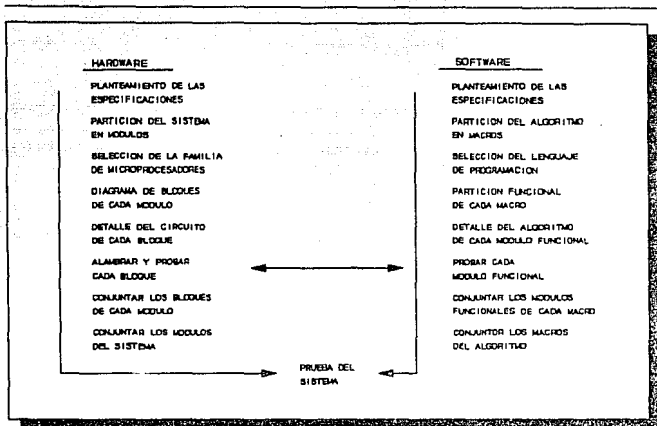 HARDWARE
PLANTEAMIENTO DE LAS
ESPECIFICACIONES
PARTICION DEL SISTEMA
EN MODULOS
SELECCION DE LA FAMILIA
DE MICROPROCESADORES
DIAGRAMA DE BLOQUES
DE CADA MODULO
DETALLE DEL CIRCUITO
DE CADA BLOQUE
ALAMBRAR Y PROBAR
CADA BLOQUE
CONJUNTAR LOS BLOQUES
DE CADA MODULO
CONJUNTAR LOS MODULOS
DEL SISTEMA
SOFTWARE
PLANTEAMIENTO DE LAS
ESPECIFICACIONES
PARTICION DEL ALGORITMO
EN MACROS
SELECCION DEL LENGUAJE
DE PROGRAMACION
PARTICION FUNCIONAL
DE CADA MACRO
DETALLE DEL ALGORITMO
DE CADA MODULO FUNCIONAL
PROBAR CADA
MODULO FUNCIONAL
CONJUNTAR LOS MODULOS
FUNCIONALES DE CADA MACRO
CONJUNTOR LOS MACROS
DEL ALGORITMO
PRUEBA DEL
SISTEMA